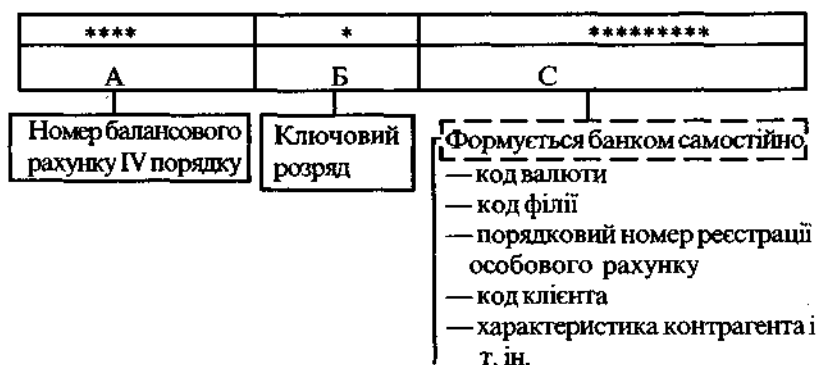 **** * *********
А Б С
Номер балансового
рахунку IV порядку
Ключовий
розряд
Формується банком самостійно
— код валюти
— код філії
— порядковий номер реєстрації
особового рахунку
— код клієнта
— характеристика контрагента і
т. ін.